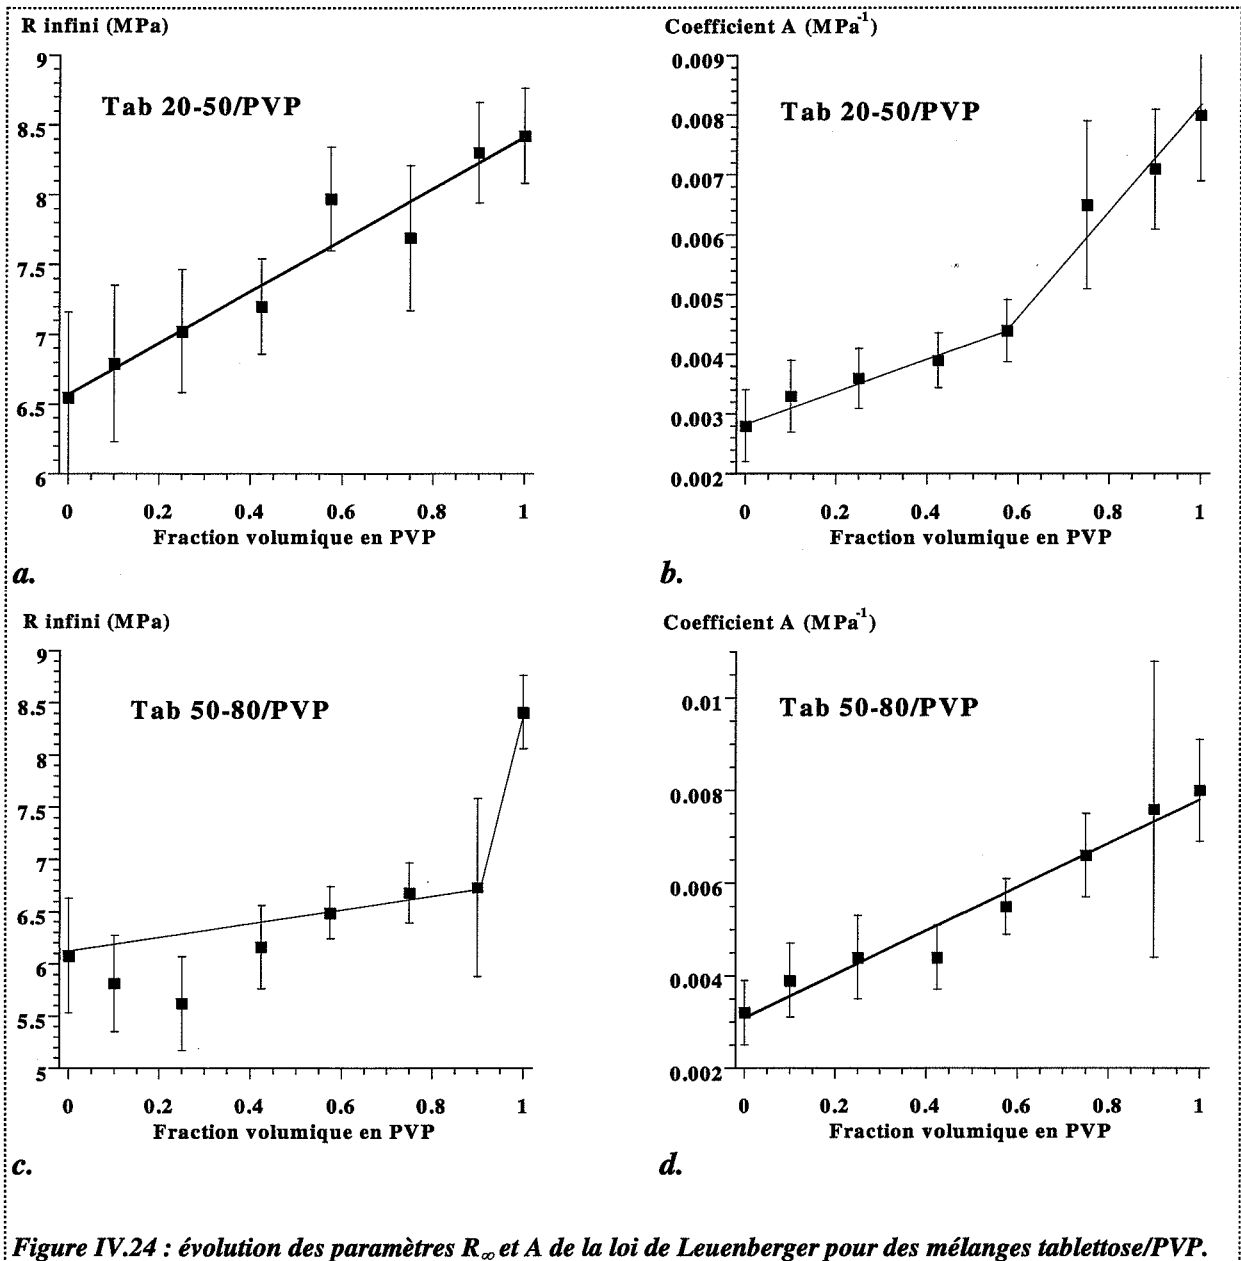 R infini (MPa)
Tab 20-50/PVP
9
8.5
8
7.5
7
6.5
6
0 0.2 0.4 0.6 0.8 1
Fraction volumique en PVP
a.
Coefficient A (MPa⁻¹)
Tab 20-50/PVP
0.009
0.008
0.007
0.006
0.005
0.004
0.003
0.002
0 0.2 0.4 0.6 0.8 1
Fraction volumique en PVP
b.
R infini (MPa)
Tab 50-80/PVP
9
8.5
8
7.5
7
6.5
6
5.5
5
0 0.2 0.4 0.6 0.8 1
Fraction volumique en PVP
c.
Coefficient A (MPa⁻¹)
Tab 50-80/PVP
0.01
0.008
0.006
0.004
0.002
0 0.2 0.4 0.6 0.8 1
Fraction volumique en PVP
d.
Figure IV.24 : évolution des paramètres R∞ et A de la loi de Leuenberger pour des mélanges tablettose/PVP.